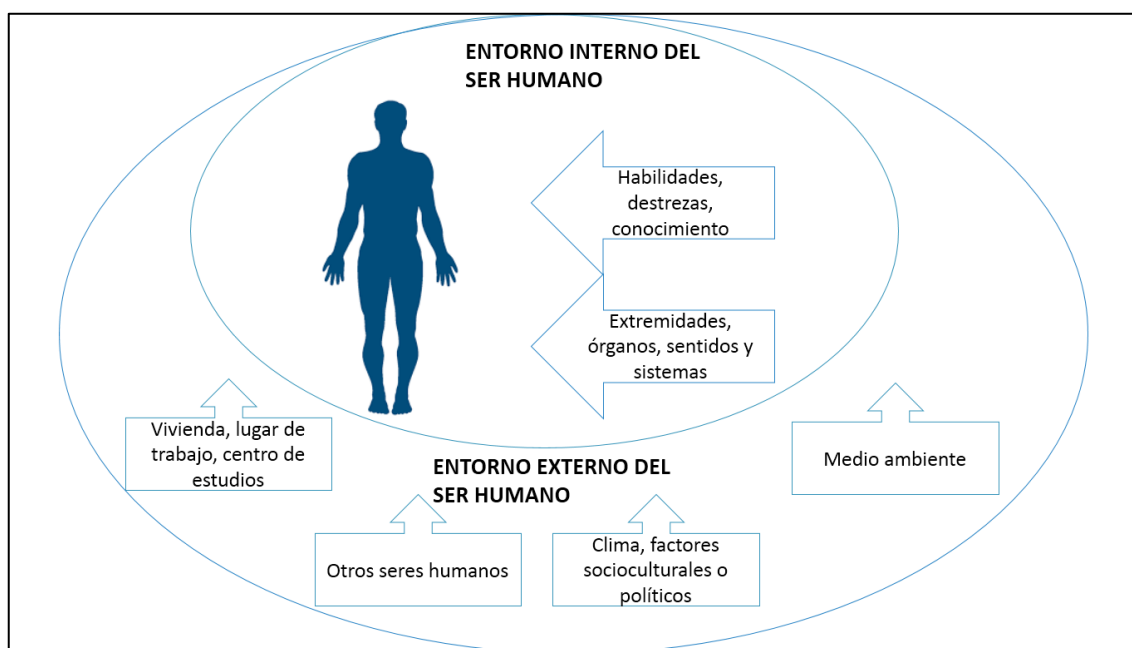 ENTORNO INTERNO DEL
SER HUMANO
Habilidades,
destrezas,
conocimiento
Extremidades,
órganos, sentidos y
sistemas
Vivienda, lugar de
trabajo, centro de
estudios
ENTORNO EXTERNO DEL
SER HUMANO
Medio ambiente
Otros seres humanos
Clima, factores
socioculturales o
políticos